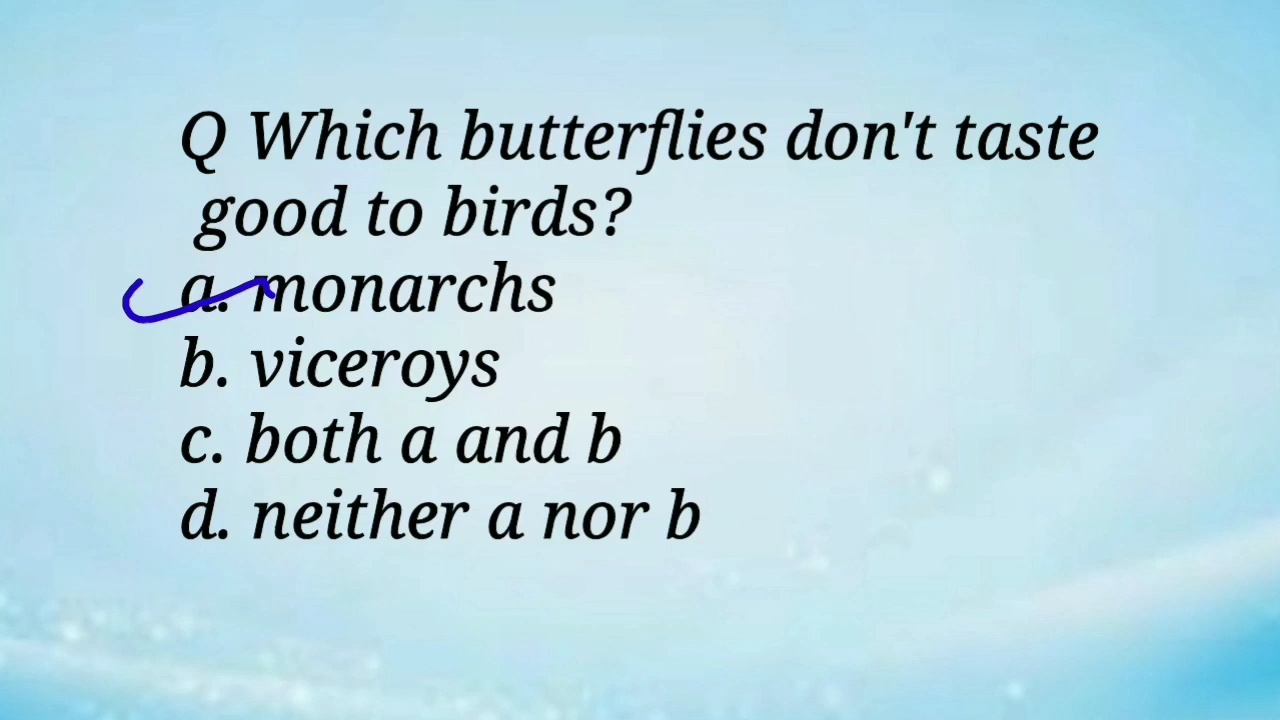 Q Which butterflies don't taste
good to birds?
a. monarchs
b. viceroys
c. both a and b
d. neither a nor b